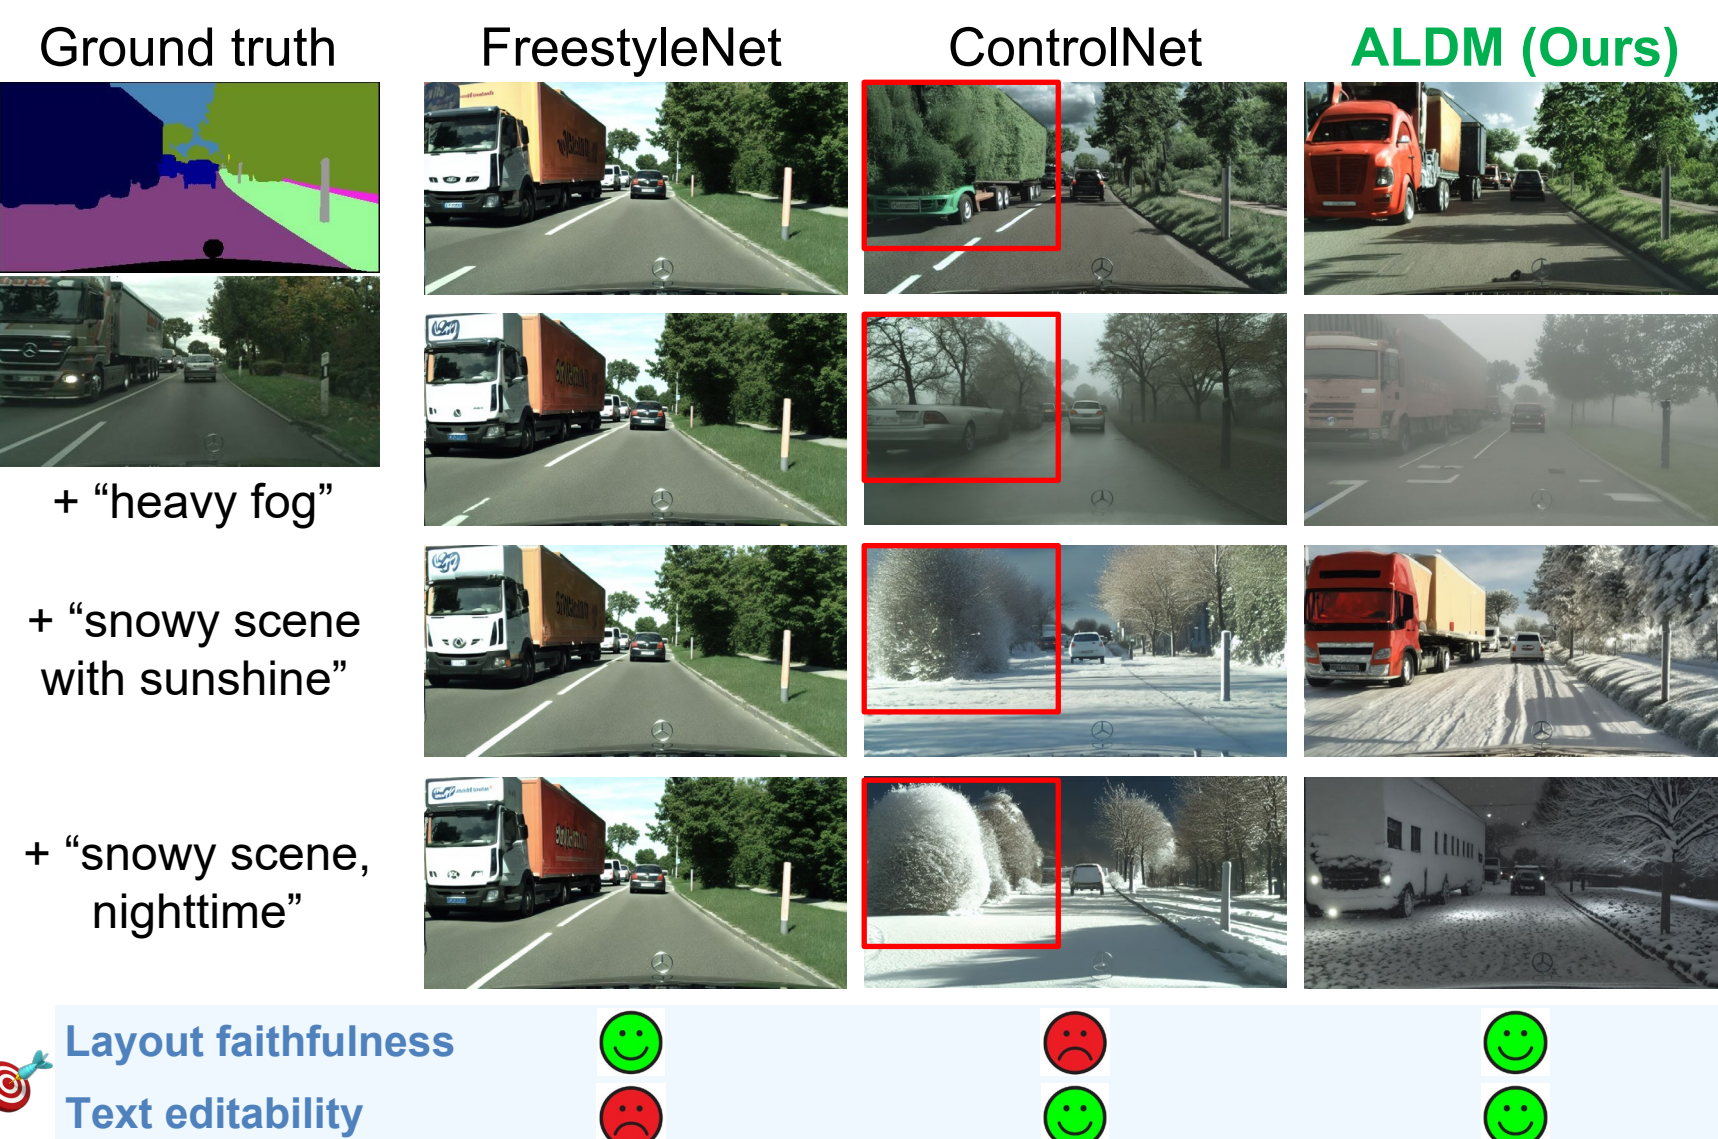 Ground truth
FreestyleNet
ControlNet
ALDM (Ours)
+ “heavy fog”
+ “snowy scene
with sunshine”
+ “snowy scene,
nighttime”
Layout faithfulness
Text editability